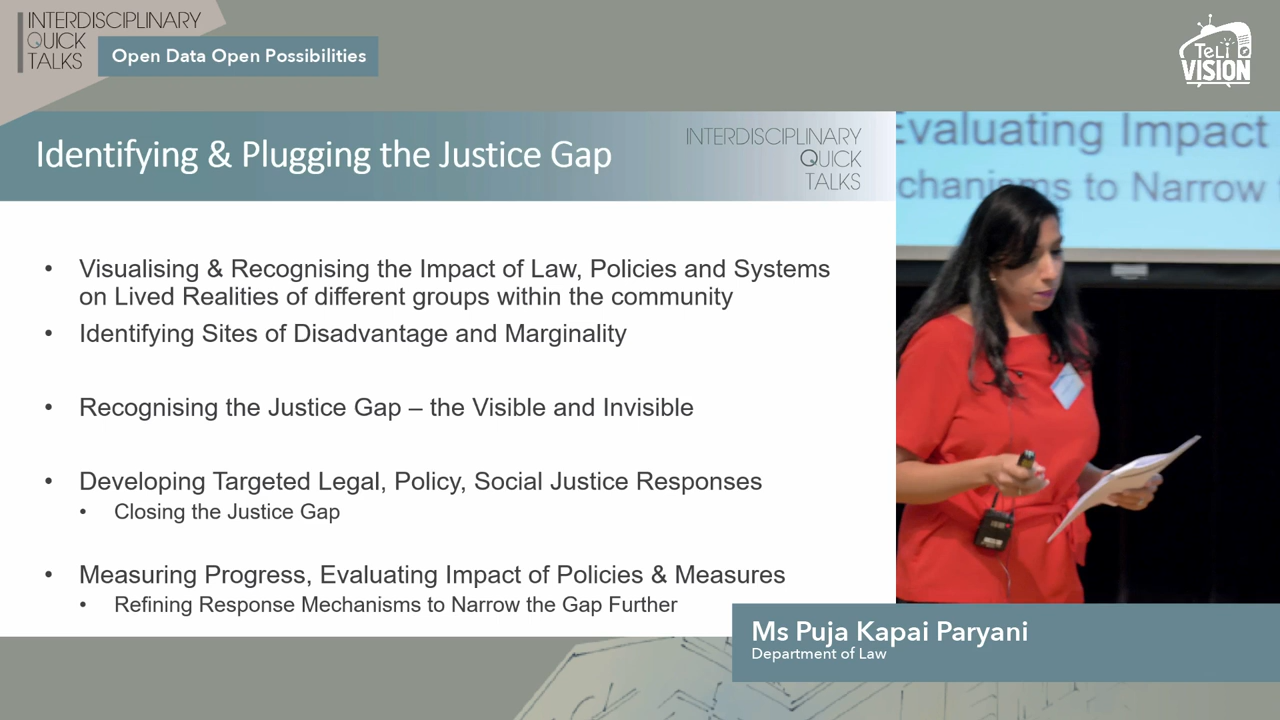 INTERDISCIPLINARY
QUICK
TALKS
Open Data Open Possibilities
TeLi
VISION
Identifying & Plugging the Justice Gap
INTERDISCIPLINARY
QUICK
TALKS
• Visualising & Recognising the Impact of Law, Policies and Systems
on Lived Realities of different groups within the community
• Identifying Sites of Disadvantage and Marginality
• Recognising the Justice Gap – the Visible and Invisible
• Developing Targeted Legal, Policy, Social Justice Responses
• Closing the Justice Gap
• Measuring Progress, Evaluating Impact of Policies & Measures
• Refining Response Mechanisms to Narrow the Gap Further
Evaluating Impact
chanisms to Narrow
Ms Puja Kapai Paryani
Department of Law